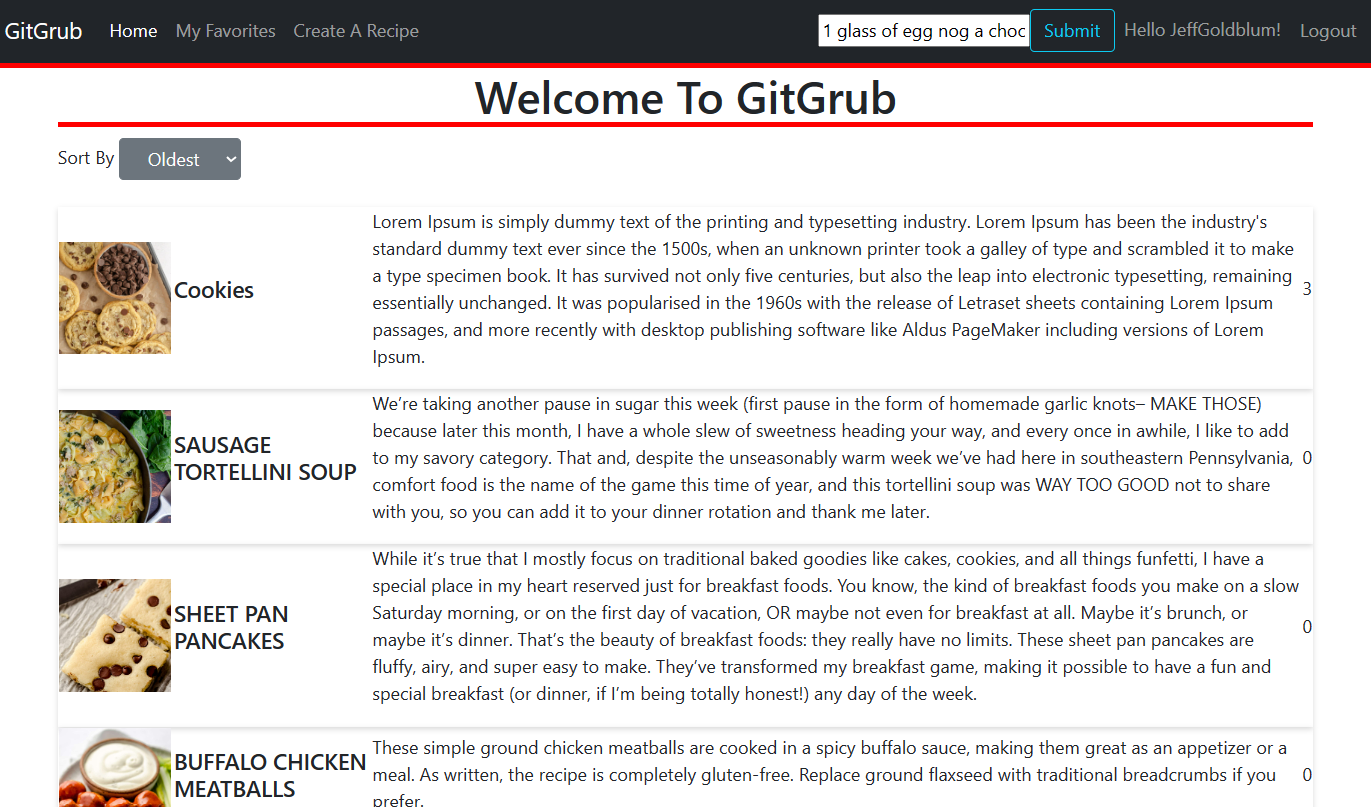 GitGrub Home My Favorites Create A Recipe 1 glass of egg nog a choc Submit Hello JeffGoldblum! Logout
Welcome To GitGrub
Sort By Oldest
Cookies
Lorem Ipsum is simply dummy text of the printing and typesetting industry. Lorem Ipsum has been the industry's
standard dummy text ever since the 1500s, when an unknown printer took a galley of type and scrambled it to make
a type specimen book. It has survived not only five centuries, but also the leap into electronic typesetting, remaining
essentially unchanged. It was popularised in the 1960s with the release of Letraset sheets containing Lorem Ipsum
passages, and more recently with desktop publishing software like Aldus PageMaker including versions of Lorem
Ipsum.
3
SAUSAGE
TORTELLINI SOUP
We’re taking another pause in sugar this week (first pause in the form of homemade garlic knots– MAKE THOSE)
because later this month, I have a whole slew of sweetness heading your way, and every once in awhile, I like to add
to my savory category. That and, despite the unseasonably warm week we’ve had here in southeastern Pennsylvania,
comfort food is the name of the game this time of year, and this tortellini soup was WAY TOO GOOD not to share
with you, so you can add it to your dinner rotation and thank me later.
0
SHEET PAN
PANCAKES
While it’s true that I mostly focus on traditional baked goodies like cakes, cookies, and all things funfetti, I have a
special place in my heart reserved just for breakfast foods. You know, the kind of breakfast foods you make on a slow
Saturday morning, or on the first day of vacation, OR maybe not even for breakfast at all. Maybe it’s brunch, or
maybe it’s dinner. That’s the beauty of breakfast foods: they really have no limits. These sheet pan pancakes are
fluffy, airy, and super easy to make. They’ve transformed my breakfast game, making it possible to have a fun and
special breakfast (or dinner, if I’m being totally honest!) any day of the week.
0
BUFFALO CHICKEN
MEATBALLS
These simple ground chicken meatballs are cooked in a spicy buffalo sauce, making them great as an appetizer or a
meal. As written, the recipe is completely gluten-free. Replace ground flaxseed with traditional breadcrumbs if you
prefer.
0